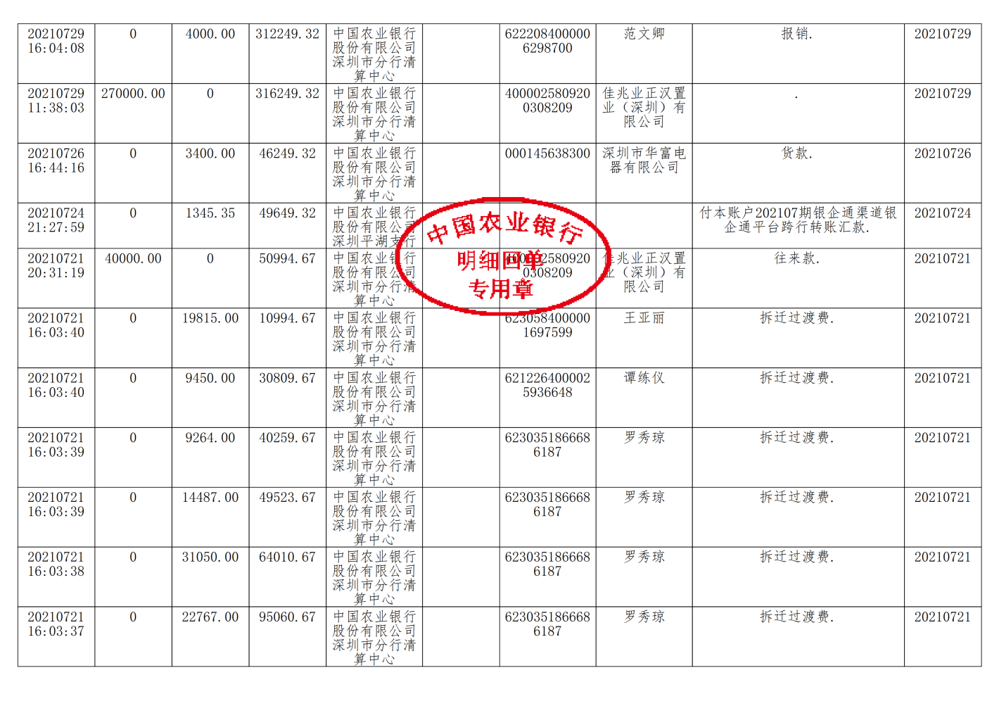 20210729 0 4000.00 312249.32 中国农业银行 622208400000 范文卿 报销. 20210729
16:04:08 股份有限公司 6298700
深圳市分行清
算中心
20210729 270000.00 0 316249.32 中国农业银行 400002580920 佳兆业正汉置 . 20210729
11:38:03 股份有限公司 0308209 业（深圳）有
深圳市分行清 限公司
算中心
20210726 0 3400.00 46249.32 中国农业银行 000145638300 深圳市华富电 货款. 20210726
16:44:16 股份有限公司 器有限公司
深圳市分行清
算中心
20210724 0 1345.35 49649.32 中国农业银行 付本账户202107期银企通渠道银 20210724
21:27:59 股份有限公司 企通平台跨行转账汇款.
深圳平湖支行
中国农业银行
明细回单
专用章
20210721 40000.00 0 50994.67 中国农业银行 400002580920 佳兆业正汉置 往来款. 20210721
20:31:19 股份有限公司 0308209 业（深圳）有
深圳市分行清 限公司
算中心
20210721 0 19815.00 10994.67 中国农业银行 623058400000 王亚丽 拆迁过渡费. 20210721
16:03:40 股份有限公司 1697599
深圳市分行清
算中心
20210721 0 9450.00 30809.67 中国农业银行 621226400002 谭练仪 拆迁过渡费. 20210721
16:03:40 股份有限公司 5936648
深圳市分行清
算中心
20210721 0 9264.00 40259.67 中国农业银行 623035186668 罗秀琼 拆迁过渡费. 20210721
16:03:39 股份有限公司 6187
深圳市分行清
算中心
20210721 0 14487.00 49523.67 中国农业银行 623035186668 罗秀琼 拆迁过渡费. 20210721
16:03:39 股份有限公司 6187
深圳市分行清
算中心
20210721 0 31050.00 64010.67 中国农业银行 623035186668 罗秀琼 拆迁过渡费. 20210721
16:03:38 股份有限公司 6187
深圳市分行清
算中心
20210721 0 22767.00 95060.67 中国农业银行 623035186668 罗秀琼 拆迁过渡费. 20210721
16:03:37 股份有限公司 6187
深圳市分行清
算中心